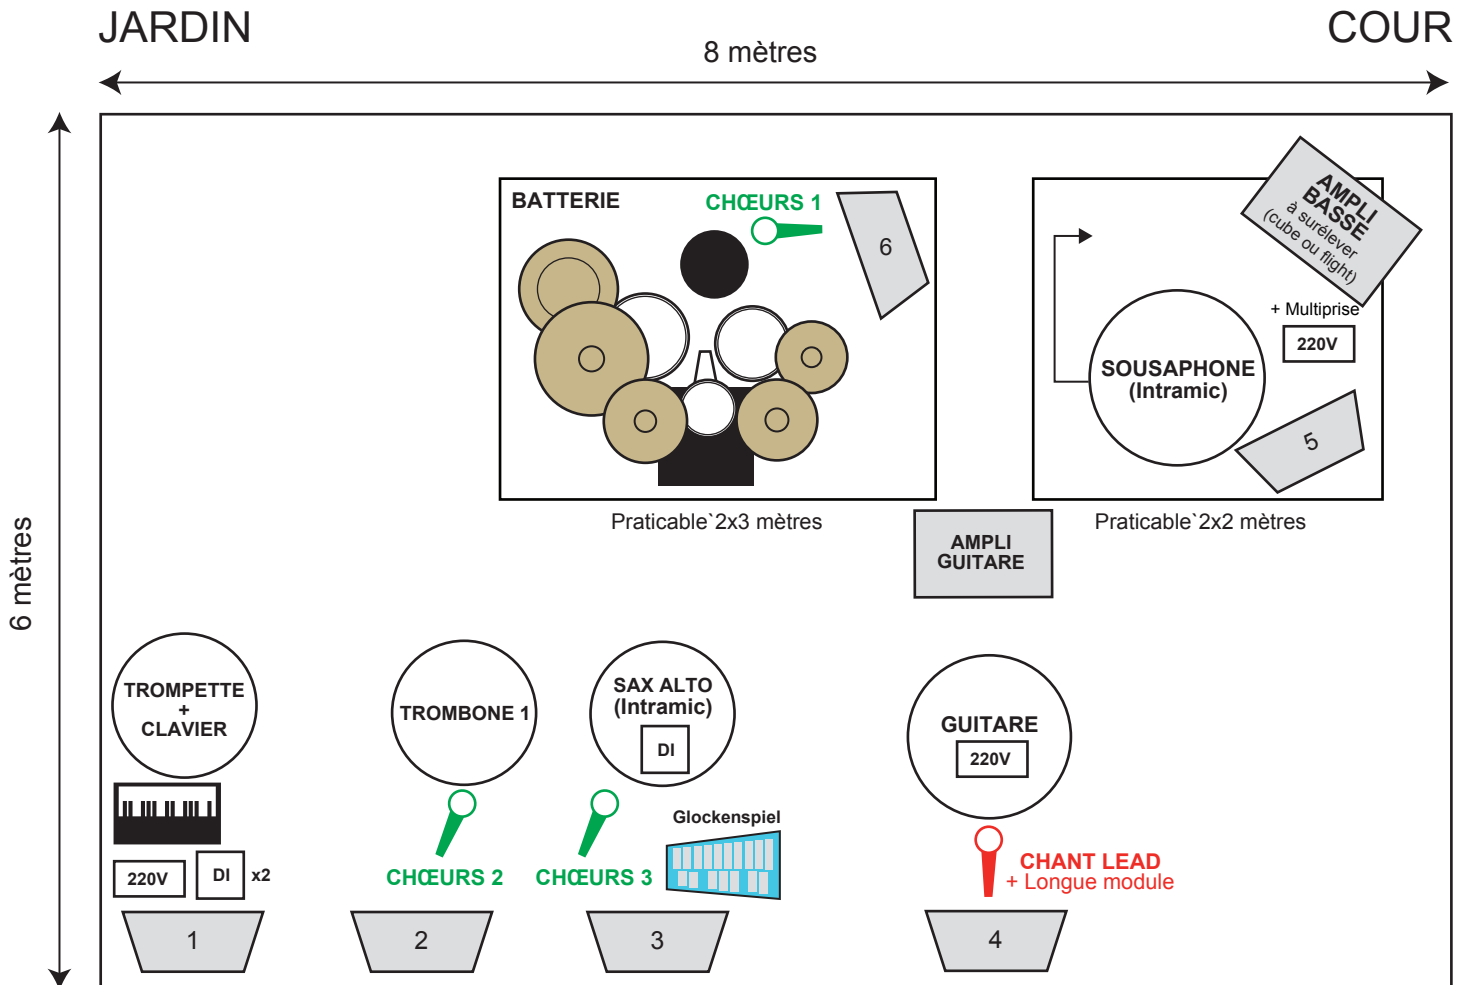 JARDIN
COUR
8 mètres
6 mètres
BATTERIE
CHŒURS 1
6
AMPLI
BASSE
à surélever
(cube ou flight)
+ Multiprise
220V
SOUSAPHONE
(Intramic)
5
Praticable`2x3 mètres
Praticable`2x2 mètres
AMPLI
GUITARE
TROMPETTE
+
CLAVIER
TROMBONE 1
SAX ALTO
(Intramic)
DI
GUITARE
220V
Glockenspiel
220V
DI
x2
CHŒURS 2
CHŒURS 3
CHANT LEAD
+ Longue module
1
2
3
4